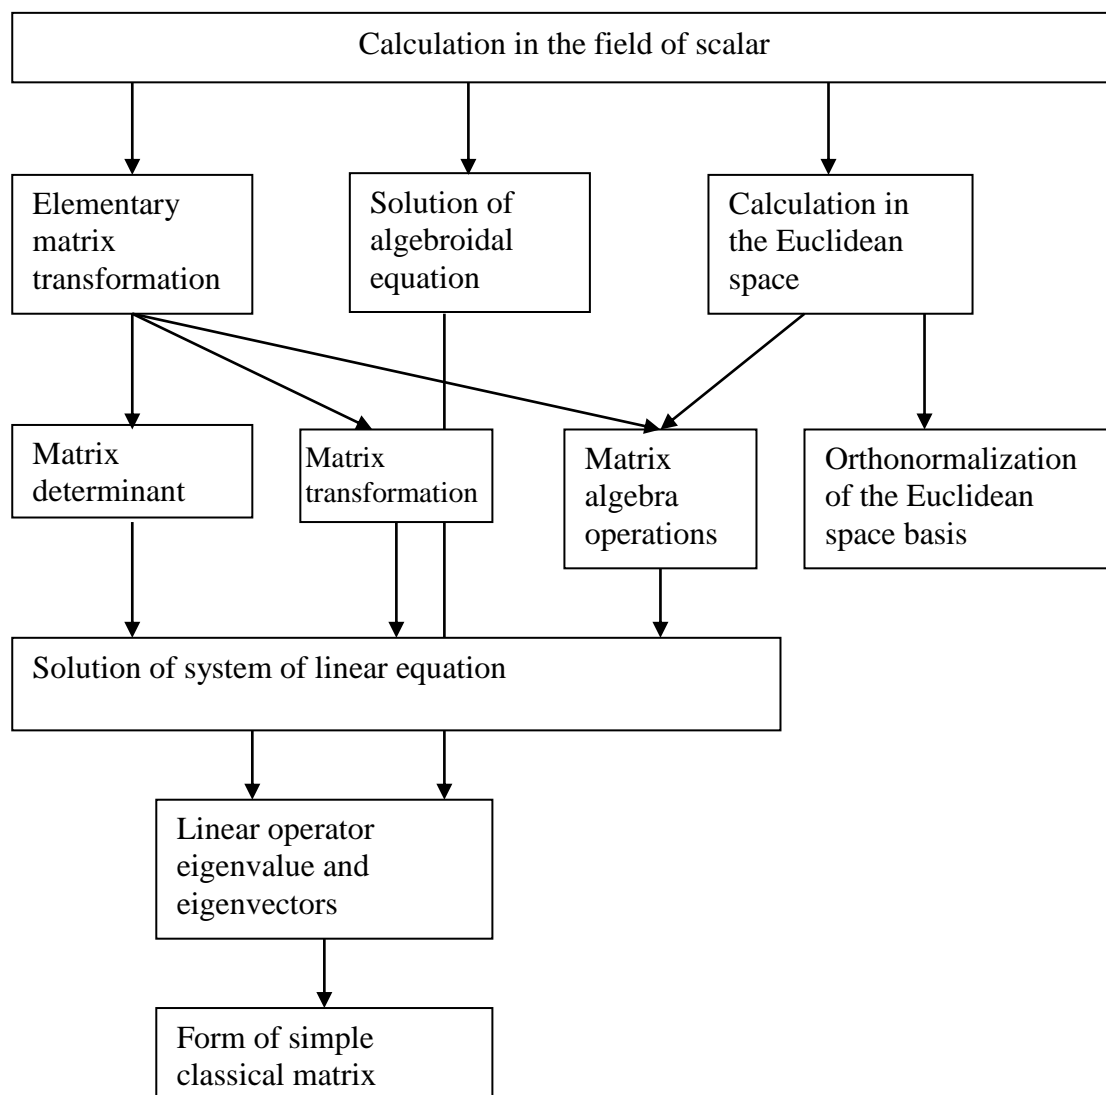 Calculation in the field of scalar
Elementary
matrix
transformation
Solution of
algebroidal
equation
Calculation in
the Euclidean
space
Matrix
determinant
Matrix
transformation
Matrix
algebra
operations
Orthonormalization
of the Euclidean
space basis
Solution of system of linear equation
Linear operator
eigenvalue and
eigenvectors
Form of simple
classical matrix